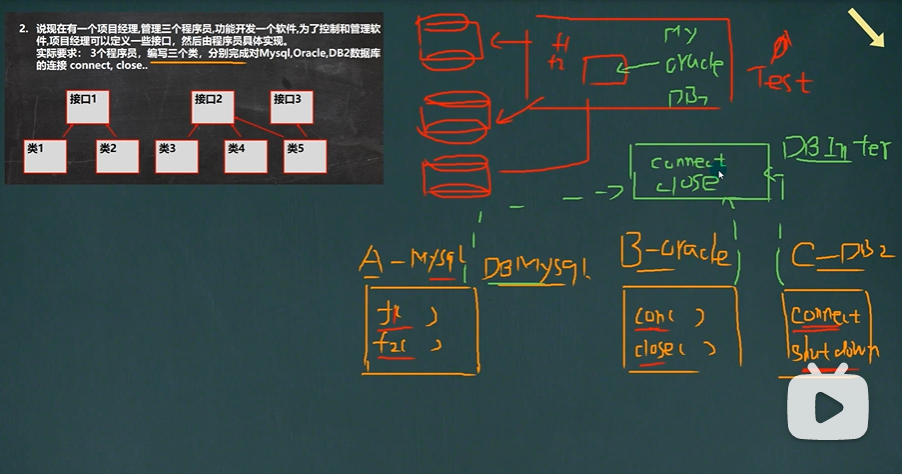 2. 说现在有一个项目经理,管理三个程序员,功能开发一个软件,为了控制和管理软
件,项目经理可以定义一些接口，然后由程序员具体实现。
实际要求： 3个程序员，编写三个类，分别完成对Mysql,Oracle,DB2数据库
的连接 connect, close..
接口1
接口2
接口3
类1
类2
类3
类4
类5
My
oracle
DB2
Test
connect
close
DBInter
A-Mysql
DBMysql
B-oracle
C-DB2
f1( )
f2( )
con( )
close( )
connect
shutdown